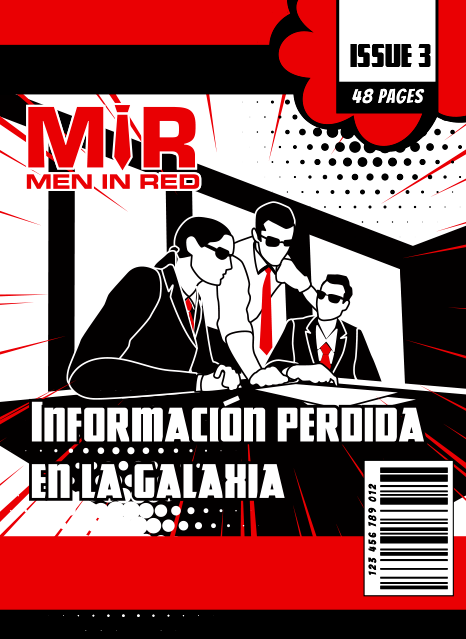 ISSUE 3
48 PAGES
MiR
MEN IN RED
INFORMACIÓN PERDIDA
EN LA GALAXIA
123 456 789 012